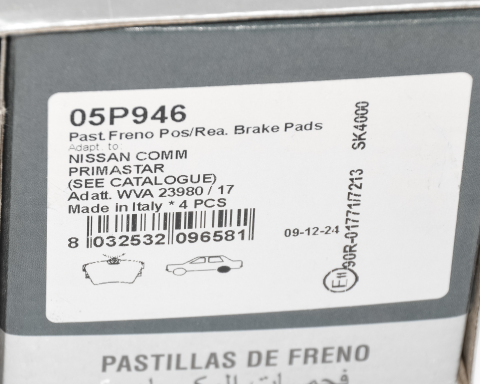 05P946
Past.Freno Pos/Rea. Brake Pads
Adapt. to
NISSAN COMM
PRIMASTAR
(SEE CATALOGUE)
Adatt. WVA 23980 / 17
Made in Italy * 4 PCS
8 032532 096581
09-12-24
E11 90R-01771/7213 SK4000
PASTILLAS DE FRENO